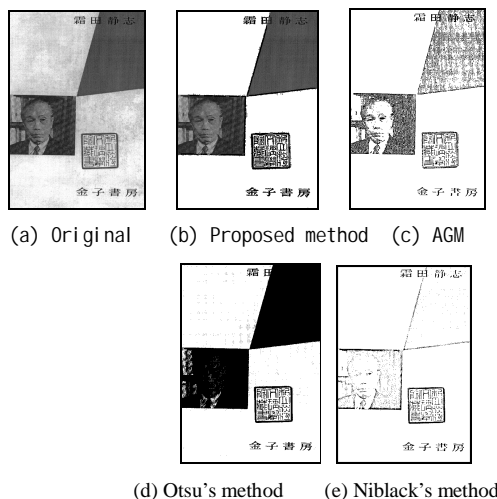 霜田静志 霜田静志 霜田静志
金子書房 金子書房 金子書房
(a) Original (b) Proposed method (c) AGM
霜田静志 霜田静志
金子書房 金子書房
(d) Otsu's method (e) Niblack's method